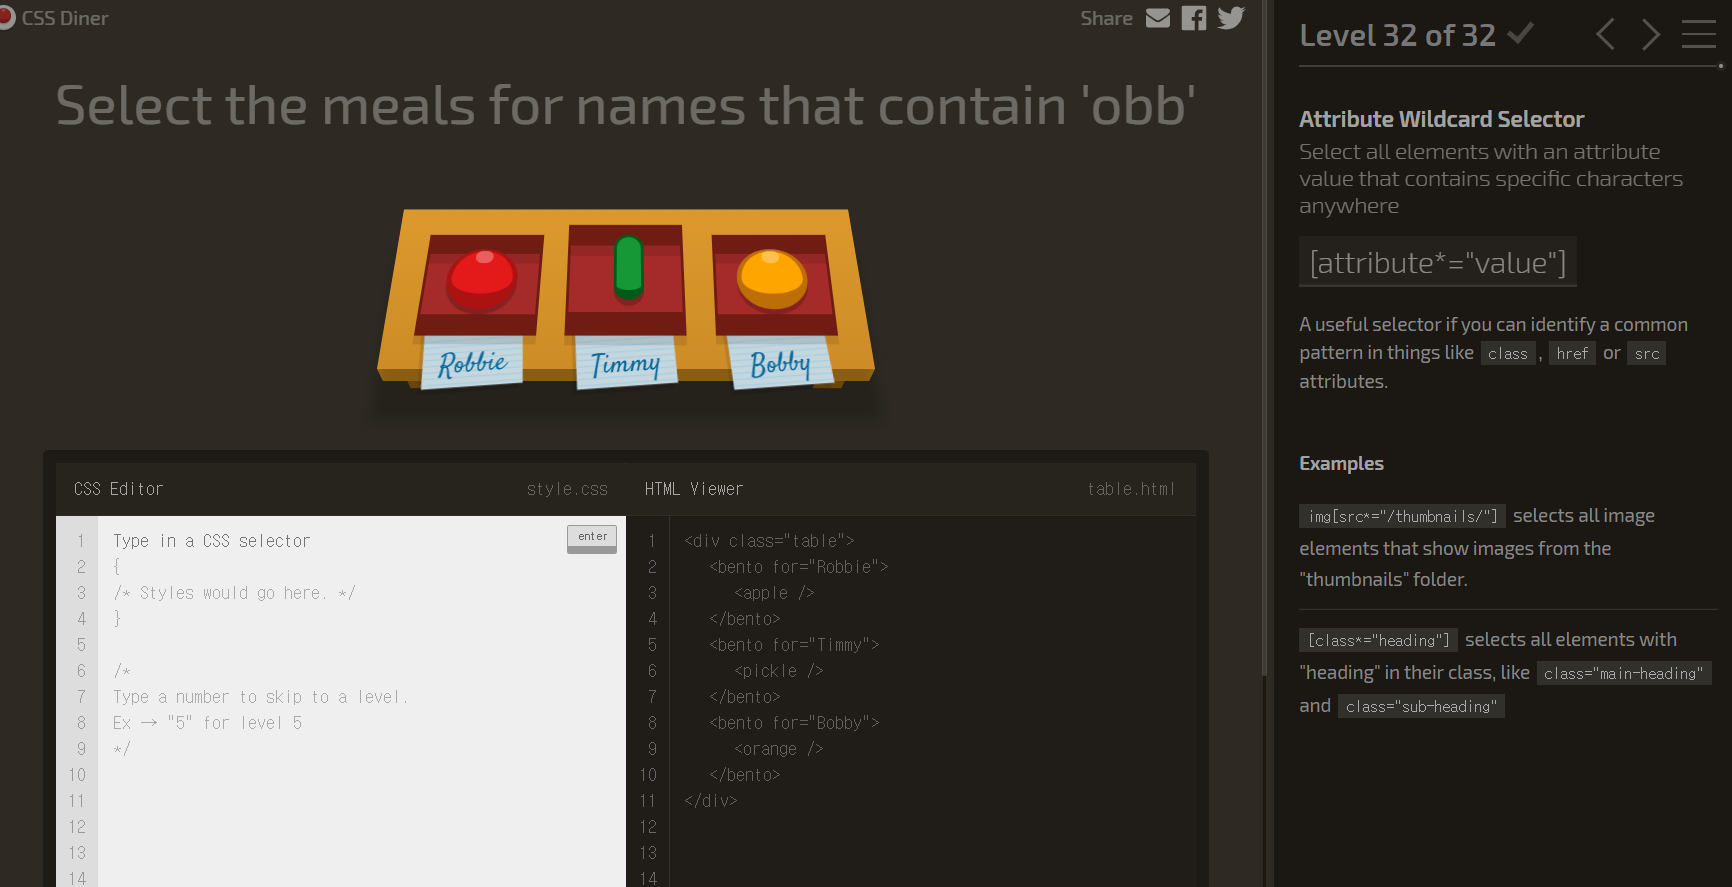 CSS Diner
Share
Select the meals for names that contain 'obb'
Robbie
Timmy
Bobby
CSS Editor
style.css
1 Type in a CSS selector
enter
2 {
3 /* Styles would go here. */
4 }
5
6 /*
7 Type a number to skip to a level.
8 Ex → "5" for level 5
9 */
10
11
12
13
14
HTML Viewer
table.html
1 <div class="table">
2 <bento for="Robbie">
3 <apple />
4 </bento>
5 <bento for="Timmy">
6 <pickle />
7 </bento>
8 <bento for="Bobby">
9 <orange />
10 </bento>
11 </div>
12
13
14
Level 32 of 32
Attribute Wildcard Selector
Select all elements with an attribute
value that contains specific characters
anywhere
[attribute*="value"]
A useful selector if you can identify a common
pattern in things like class , href or src
attributes.
Examples
img[src*="/thumbnails/"] selects all image
elements that show images from the
"thumbnails" folder.
[class*="heading"] selects all elements with
"heading" in their class, like class="main-heading"
and class="sub-heading"